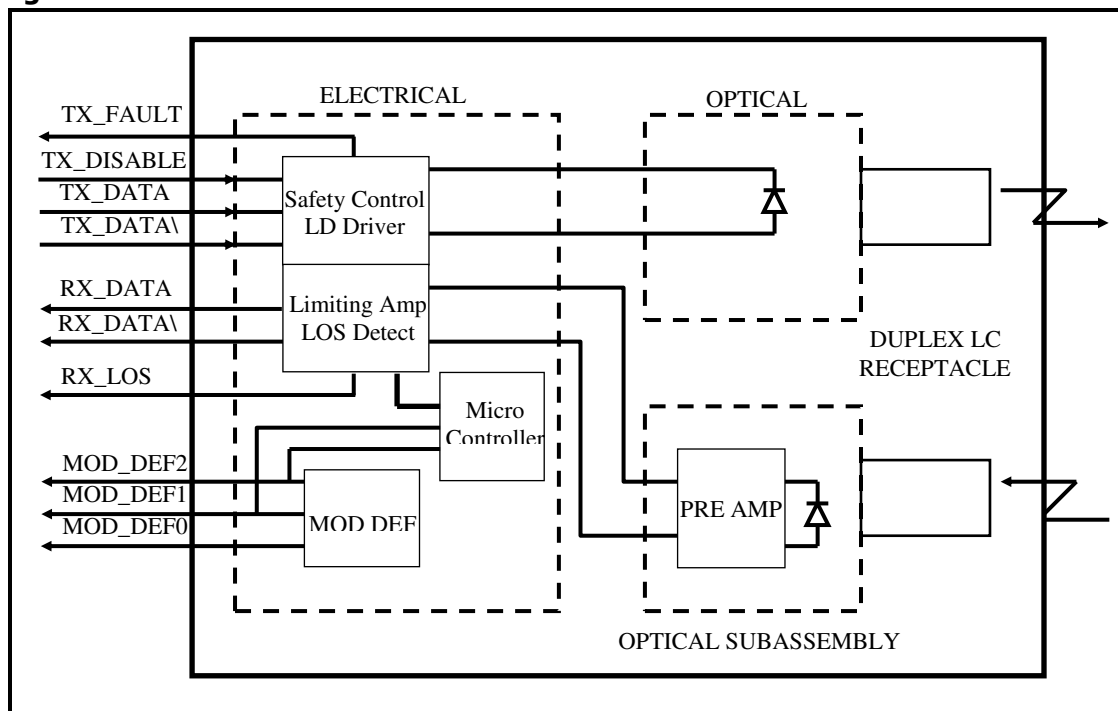 ELECTRICAL
OPTICAL
TX_FAULT
TX_DISABLE
TX_DATA
TX_DATA\
Safety Control
LD Driver
RX_DATA
RX_DATA\
Limiting Amp
LOS Detect
DUPLEX LC
RECEPTACLE
RX_LOS
Micro
Controller
MOD_DEF2
MOD_DEF1
MOD_DEF0
MOD DEF
PRE AMP
OPTICAL SUBASSEMBLY